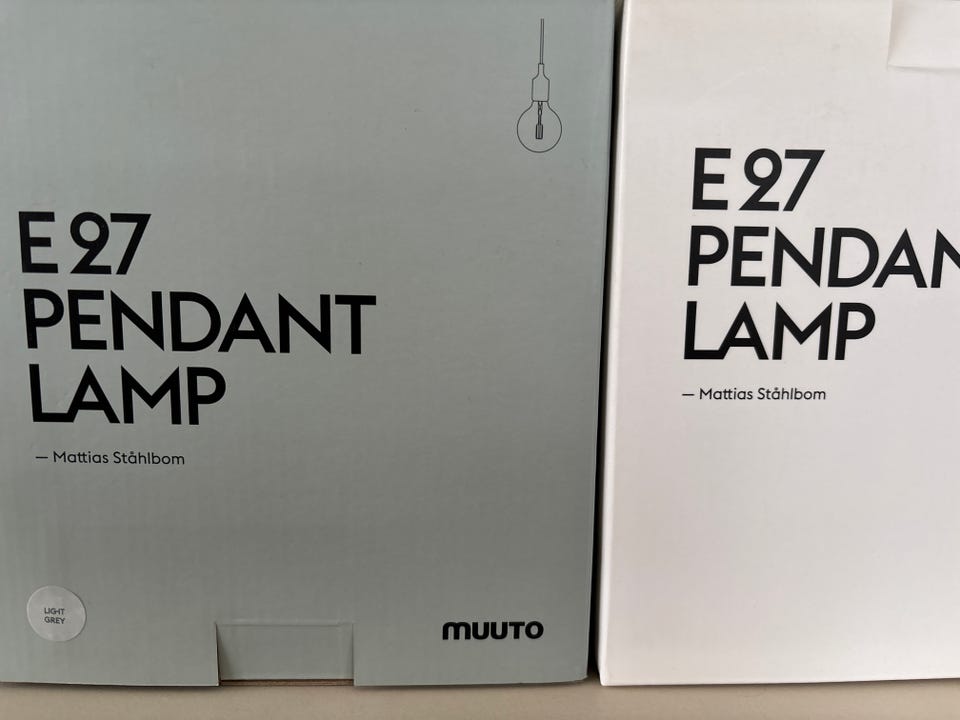 E 27
PENDANT
LAMP
— Mattias Ståhlbom
LIGHT
GREY
muuto
E 27
PENDAN
LAMP
— Mattias Ståhlbom